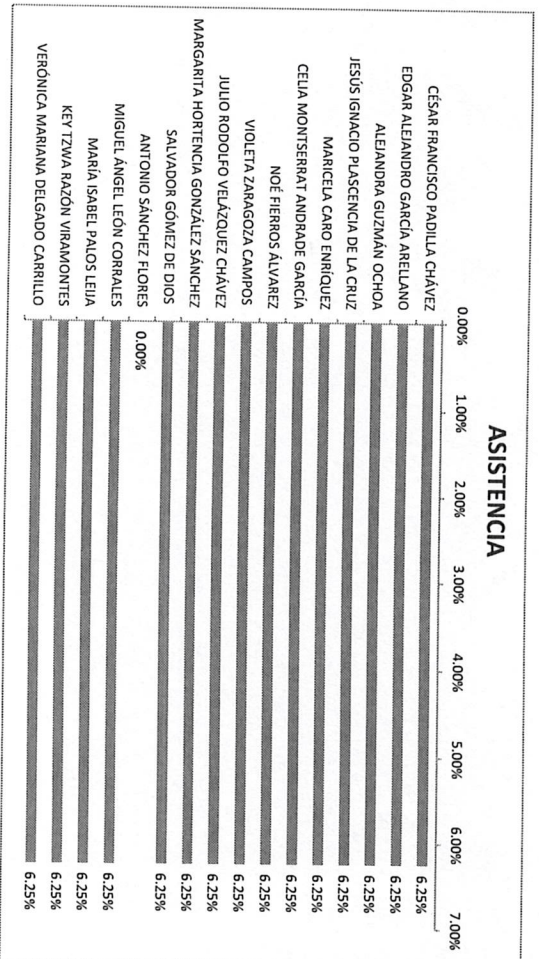 ASISTENCIA
0.00% 1.00% 2.00% 3.00% 4.00% 5.00% 6.00% 7.00%
CÉSAR FRANCISCO PADILLA CHÁVEZ 6.25%
EDGAR ALEJANDRO GARCÍA ARELLANO 6.25%
ALEJANDRA GUZMÁN OCHOA 6.25%
JESÚS IGNACIO PLASCENCIA DE LA CRUZ 6.25%
MARICELA CARO ENRÍQUEZ 6.25%
CELIA MONTSERRAT ANDRADE GARCÍA 6.25%
NOÉ FIERROS ÁLVAREZ 6.25%
VIOLETA ZARAGOZA CAMPOS 6.25%
JULIO RODOLFO VELÁZQUEZ CHÁVEZ 6.25%
MARGARITA HORTENCIA GONZÁLEZ SÁNCHEZ 6.25%
SALVADOR GÓMEZ DE DIOS 6.25%
ANTONIO SÁNCHEZ FLORES 0.00%
MIGUEL ÁNGEL LEÓN CORRALES 6.25%
MARÍA ISABEL PALOS LEIJA 6.25%
KEY TZWA RAZÓN VIRAMONTES 6.25%
VERÓNICA MARIANA DELGADO CARRILLO 6.25%